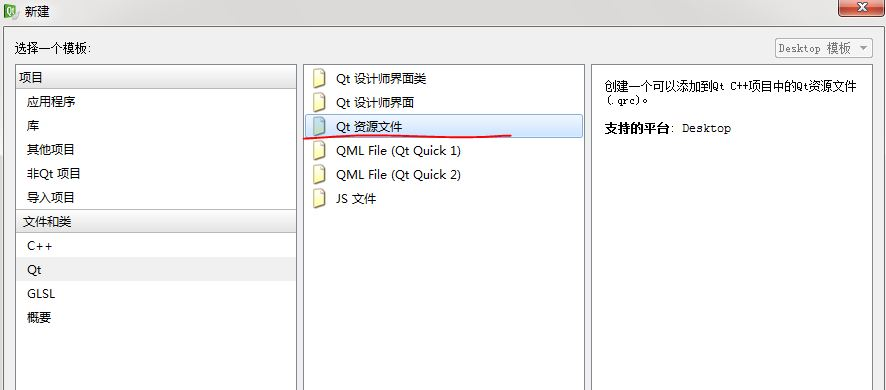 新建
选择一个模板:
Desktop 模板
项目
应用程序
库
其他项目
非Qt 项目
导入项目
文件和类
C++
Qt
GLSL
概要
Qt 设计师界面类
Qt 设计师界面
Qt 资源文件
QML File (Qt Quick 1)
QML File (Qt Quick 2)
JS 文件
创建一个可以添加到Qt C++项目中的Qt资源文件
(.qrc)。
支持的平台: Desktop